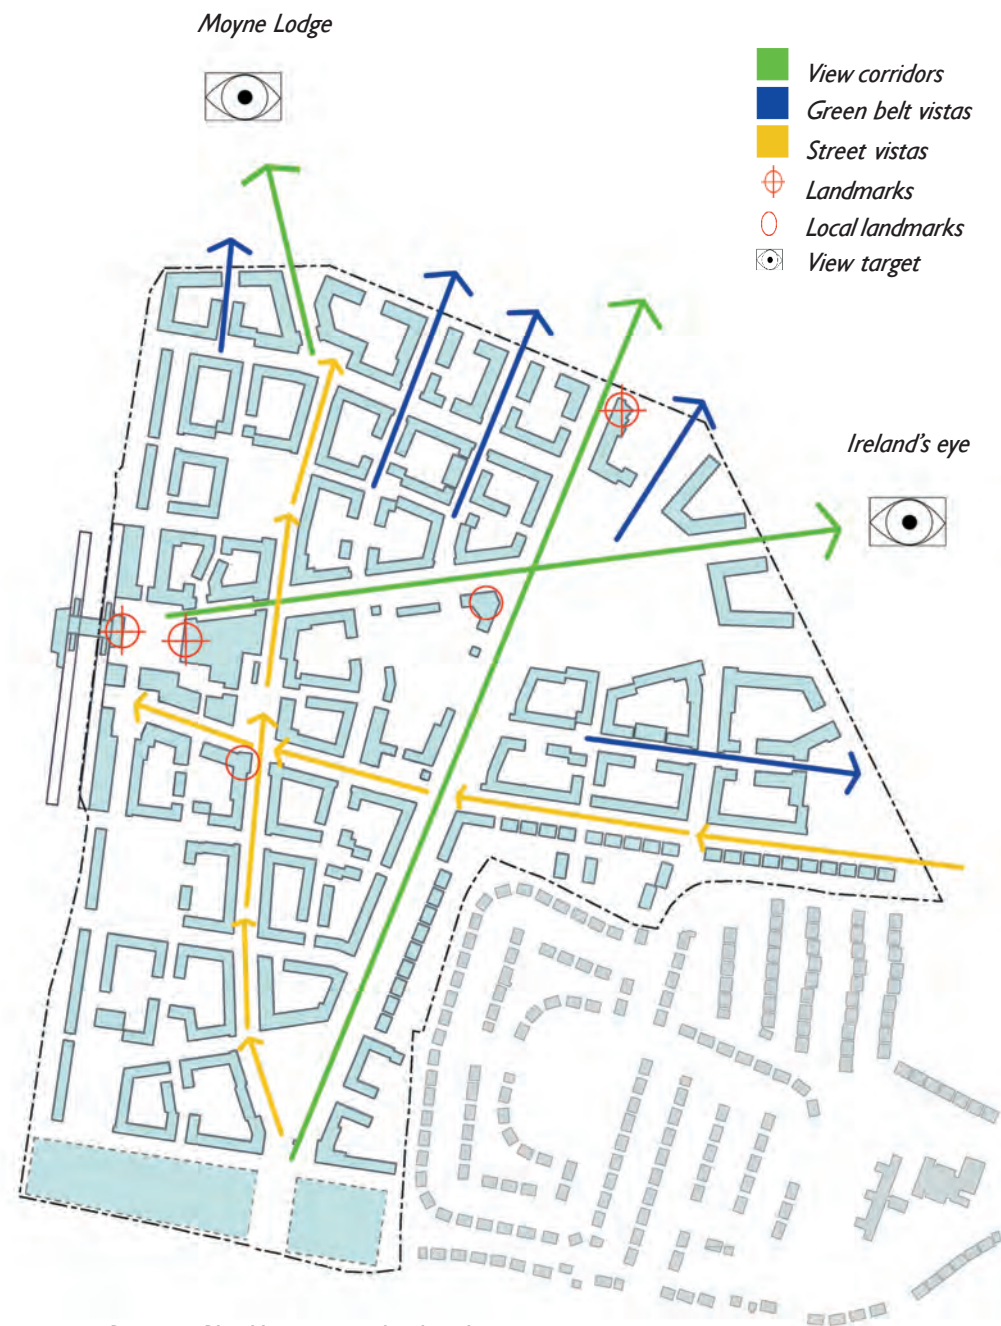 Moyne Lodge
View corridors
Green belt vistas
Street vistas
Landmarks
Local landmarks
View target
Ireland's eye